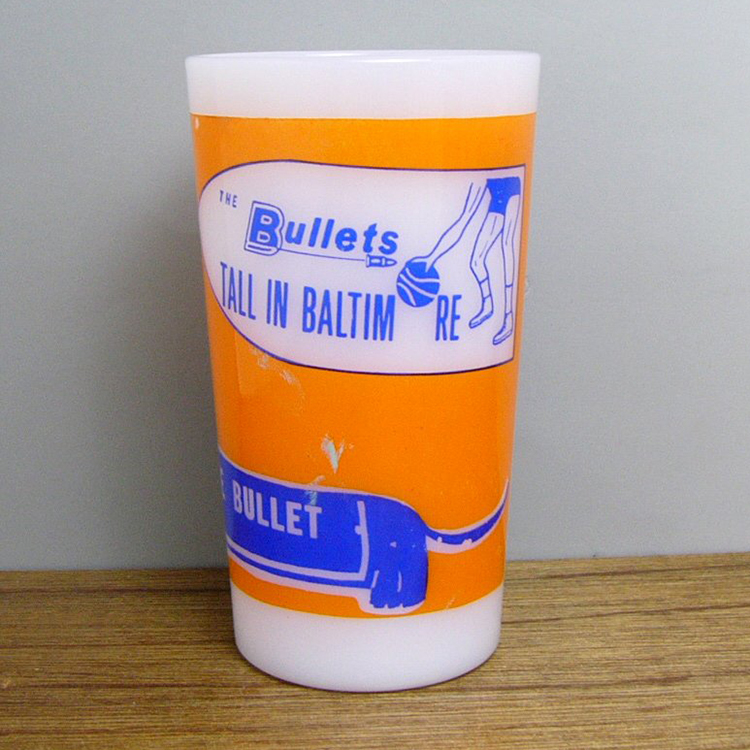 THE
Bullets
TALL IN BALTIM RE
E BULLET